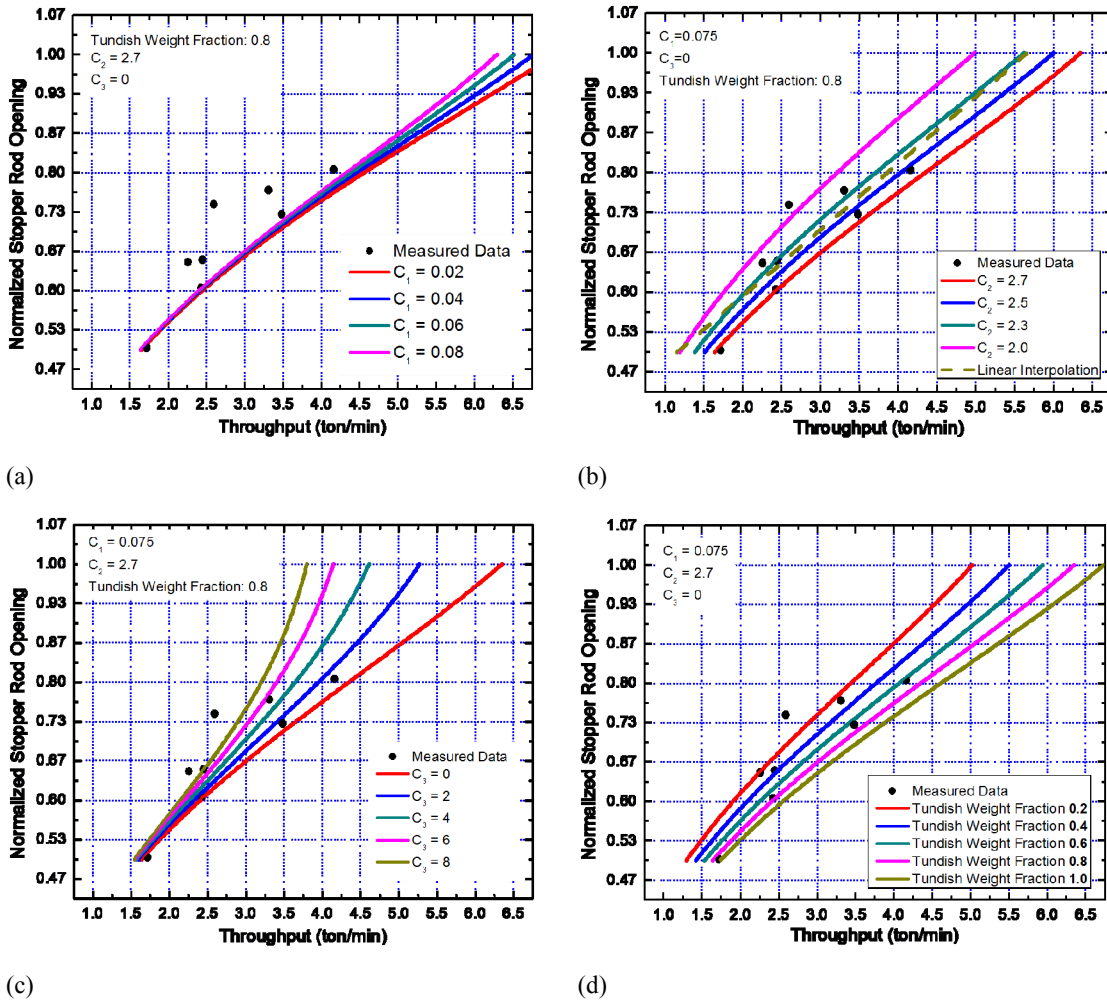 1.07
1.00
0.93
0.87
0.80
0.73
0.67
0.60
0.53
0.47
Normalized Stopper Rod Opening
Tundish Weight Fraction: 0.8
C2 = 2.7
C3 = 0
Measured Data
C1 = 0.02
C1 = 0.04
C1 = 0.06
C1 = 0.08
1.0 1.5 2.0 2.5 3.0 3.5 4.0 4.5 5.0 5.5 6.0 6.5
Throughput (ton/min)
(a)
1.07
1.00
0.93
0.87
0.80
0.73
0.67
0.60
0.53
0.47
Normalized Stopper Rod Opening
C1=0.075
C3=0
Tundish Weight Fraction: 0.8
Measured Data
C2 = 2.7
C2 = 2.5
C2 = 2.3
C2 = 2.0
Linear Interpolation
1.0 1.5 2.0 2.5 3.0 3.5 4.0 4.5 5.0 5.5 6.0 6.5
Throughput (ton/min)
(b)
1.07
1.00
0.93
0.87
0.80
0.73
0.67
0.60
0.53
0.47
Normalized Stopper Rod Opening
C1 = 0.075
C2 = 2.7
Tundish Weight Fraction: 0.8
Measured Data
C3 = 0
C3 = 2
C3 = 4
C3 = 6
C3 = 8
1.0 1.5 2.0 2.5 3.0 3.5 4.0 4.5 5.0 5.5 6.0 6.5
Throughput (ton/min)
(c)
1.07
1.00
0.93
0.87
0.80
0.73
0.67
0.60
0.53
0.47
Normalized Stopper Rod Opening
C1 = 0.075
C2 = 2.7
C3 = 0
Measured Data
Tundish Weight Fraction 0.2
Tundish Weight Fraction 0.4
Tundish Weight Fraction 0.6
Tundish Weight Fraction 0.8
Tundish Weight Fraction 1.0
1.0 1.5 2.0 2.5 3.0 3.5 4.0 4.5 5.0 5.5 6.0 6.5
Throughput (ton/min)
(d)